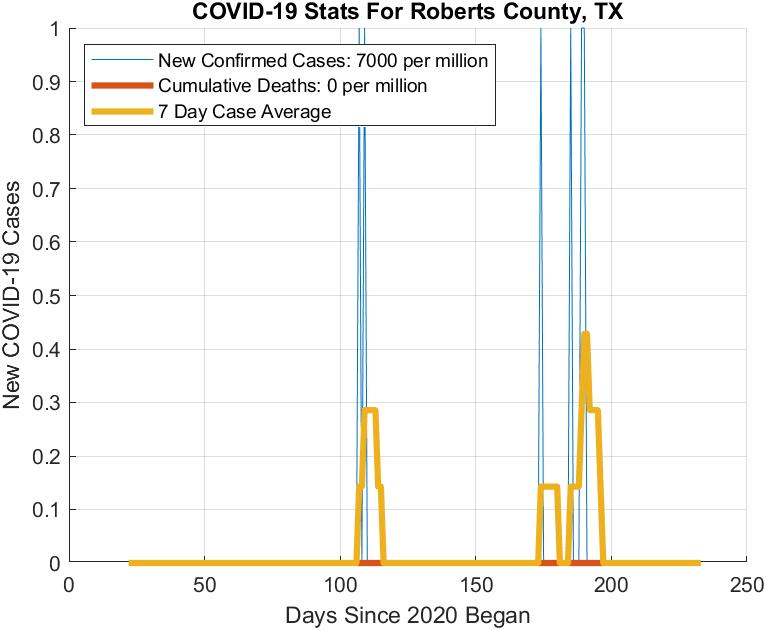 COVID-19 Stats For Roberts County, TX
New Confirmed Cases: 7000 per million
Cumulative Deaths: 0 per million
7 Day Case Average
New COVID-19 Cases
1
0.9
0.8
0.7
0.6
0.5
0.4
0.3
0.2
0.1
0
0 50 100 150 200 250
Days Since 2020 Began